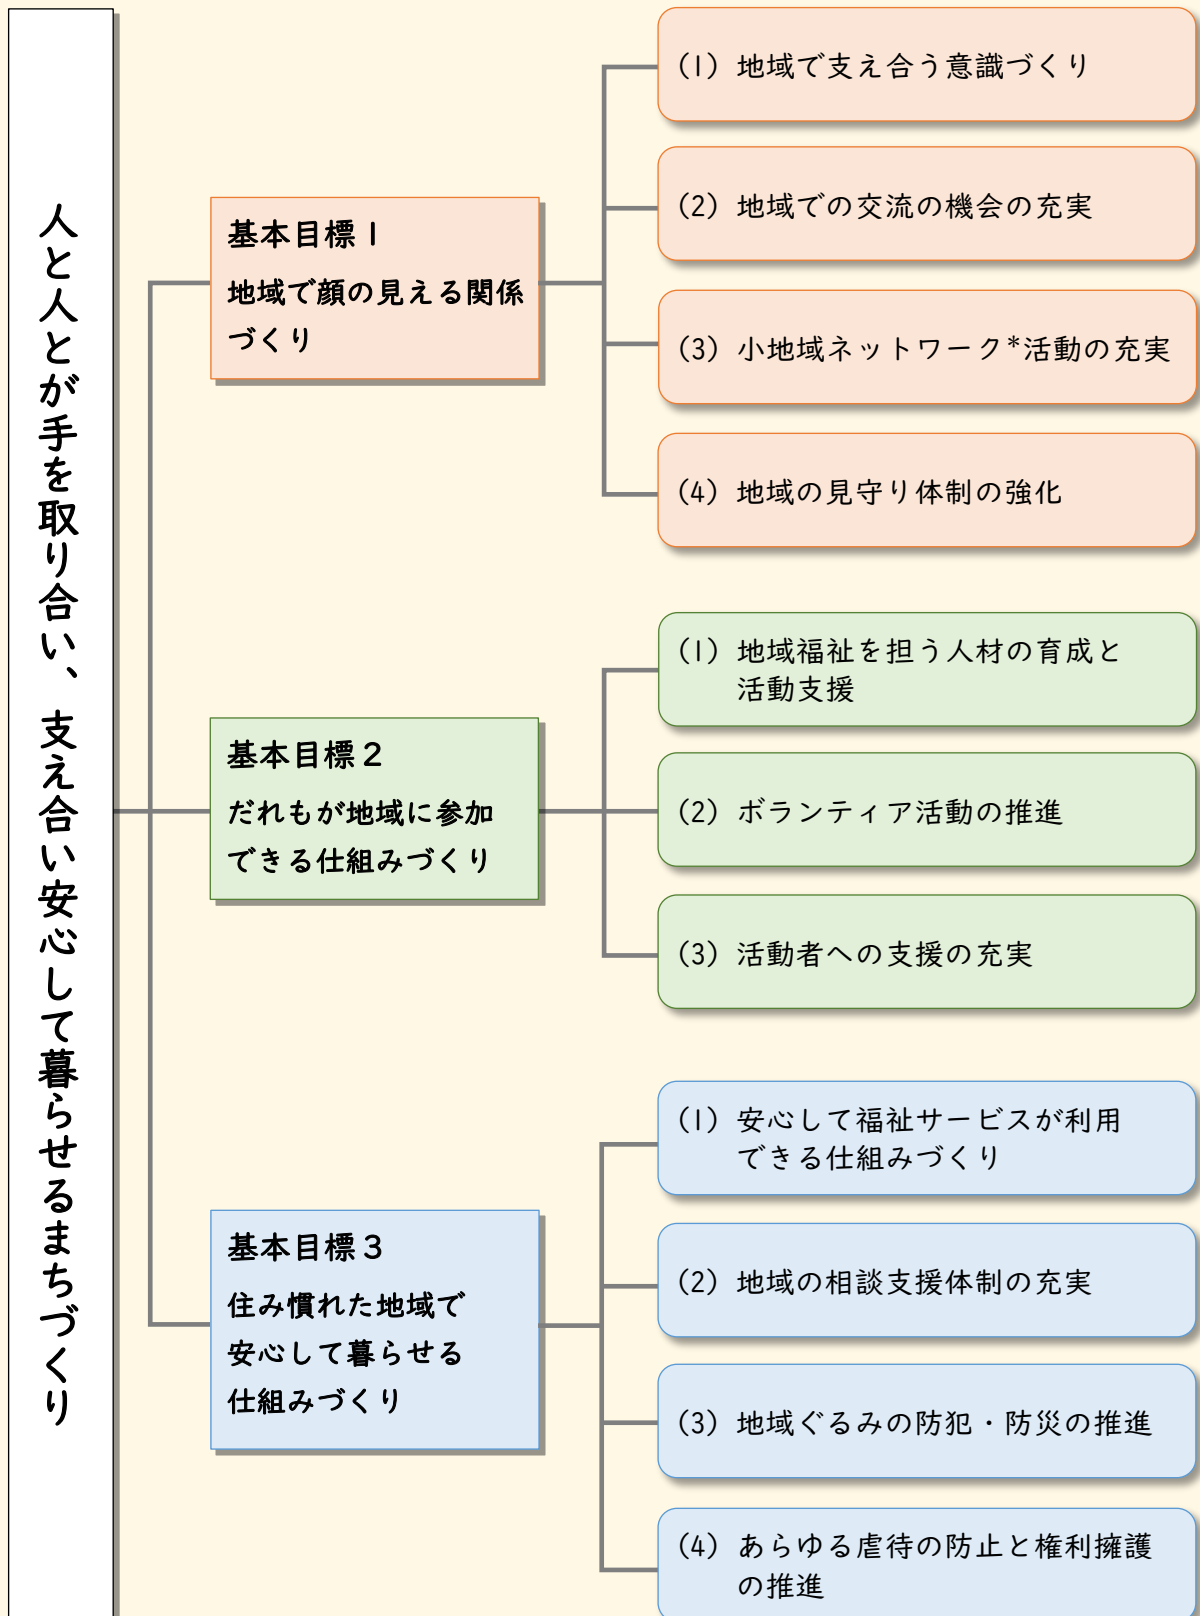 人と人とが手を取り合い、支え合い安心して暮らせるまちづくり
基本目標1
地域で顔の見える関係
づくり
(1) 地域で支え合う意識づくり
(2) 地域での交流の機会の充実
(3) 小地域ネットワーク*活動の充実
(4) 地域の見守り体制の強化
基本目標2
だれもが地域に参加
できる仕組みづくり
(1) 地域福祉を担う人材の育成と
活動支援
(2) ボランティア活動の推進
(3) 活動者への支援の充実
基本目標3
住み慣れた地域で
安心して暮らせる
仕組みづくり
(1) 安心して福祉サービスが利用
できる仕組みづくり
(2) 地域の相談支援体制の充実
(3) 地域ぐるみの防犯・防災の推進
(4) あらゆる虐待の防止と権利擁護
の推進